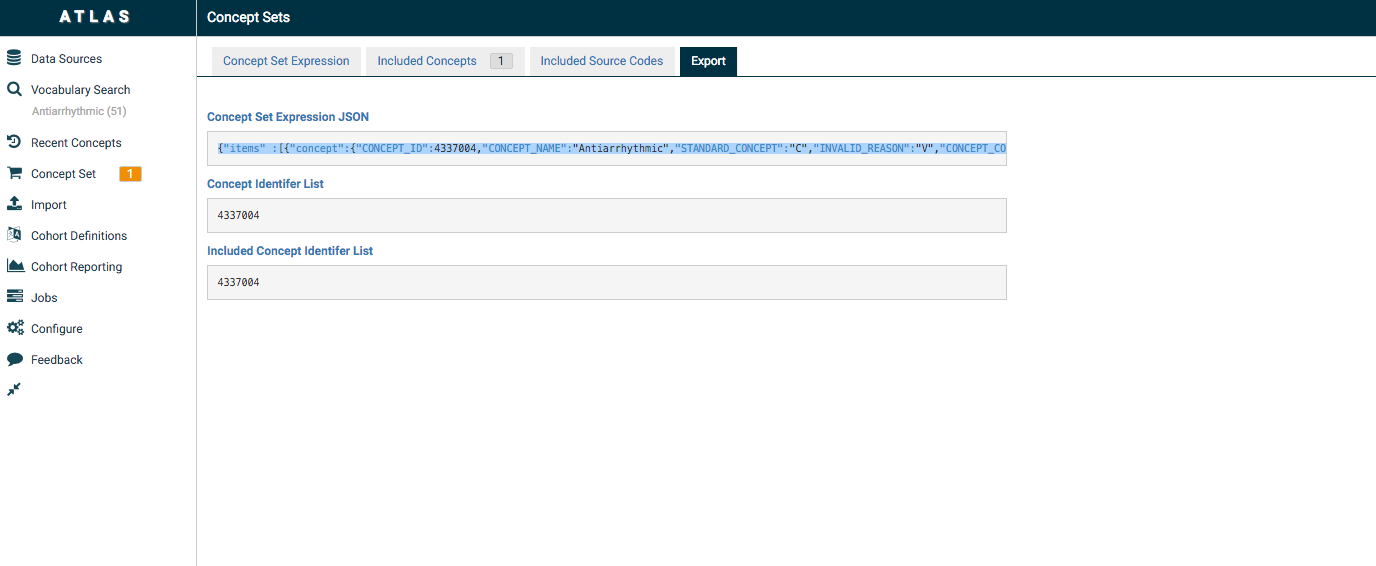 ATLAS
Concept Sets
Data Sources
Vocabulary Search
Antiarrhythmic (51)
Recent Concepts
Concept Set 1
Import
Cohort Definitions
Cohort Reporting
Jobs
Configure
Feedback
Concept Set Expression Included Concepts 1 Included Source Codes Export
Concept Set Expression JSON
{"items" :[{"concept":{"CONCEPT_ID":4337004,"CONCEPT_NAME":"Antiarrhythmic","STANDARD_CONCEPT":"C","INVALID_REASON":"V","CONCEPT_CO
Concept Identifer List
4337004
Included Concept Identifer List
4337004